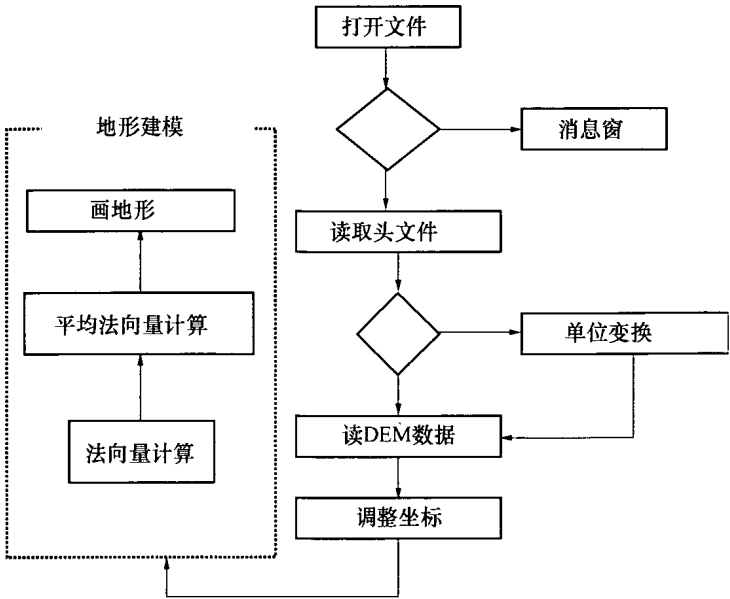 打开文件
消息窗
地形建模
画地形
读取头文件
平均法向量计算
单位变换
法向量计算
读DEM数据
调整坐标